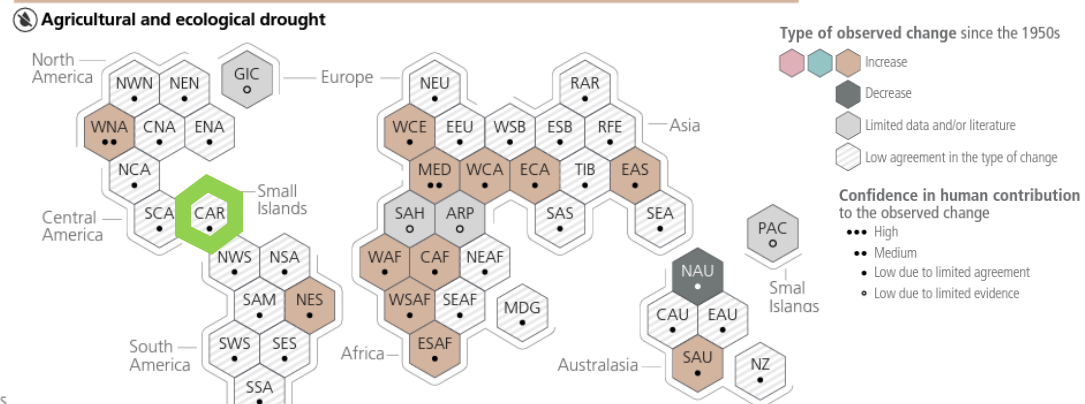 Agricultural and ecological drought
Type of observed change since the 1950s
Increase
Decrease
Limited data and/or literature
Low agreement in the type of change
Confidence in human contribution
to the observed change
High
Medium
Low due to limited agreement
Low due to limited evidence
North
America
NWN NEN GIC
WNA CNA ENA
NCA
Central
America
SCA CAR
Small
Islands
NWS NSA
SAM NES
South
America
SWS SES
SSA
Europe
NEU RAR
WCE EEU WSB ESB RFE
Asia
MED WCA ECA TIB EAS
SAH ARP SAS SEA
WAF CAF NEAF
WSAF SEAF MDG
Africa
ESAF
PAC
Smal
Islands
NAU
CAU EAU
Australasia
SAU NZ
s